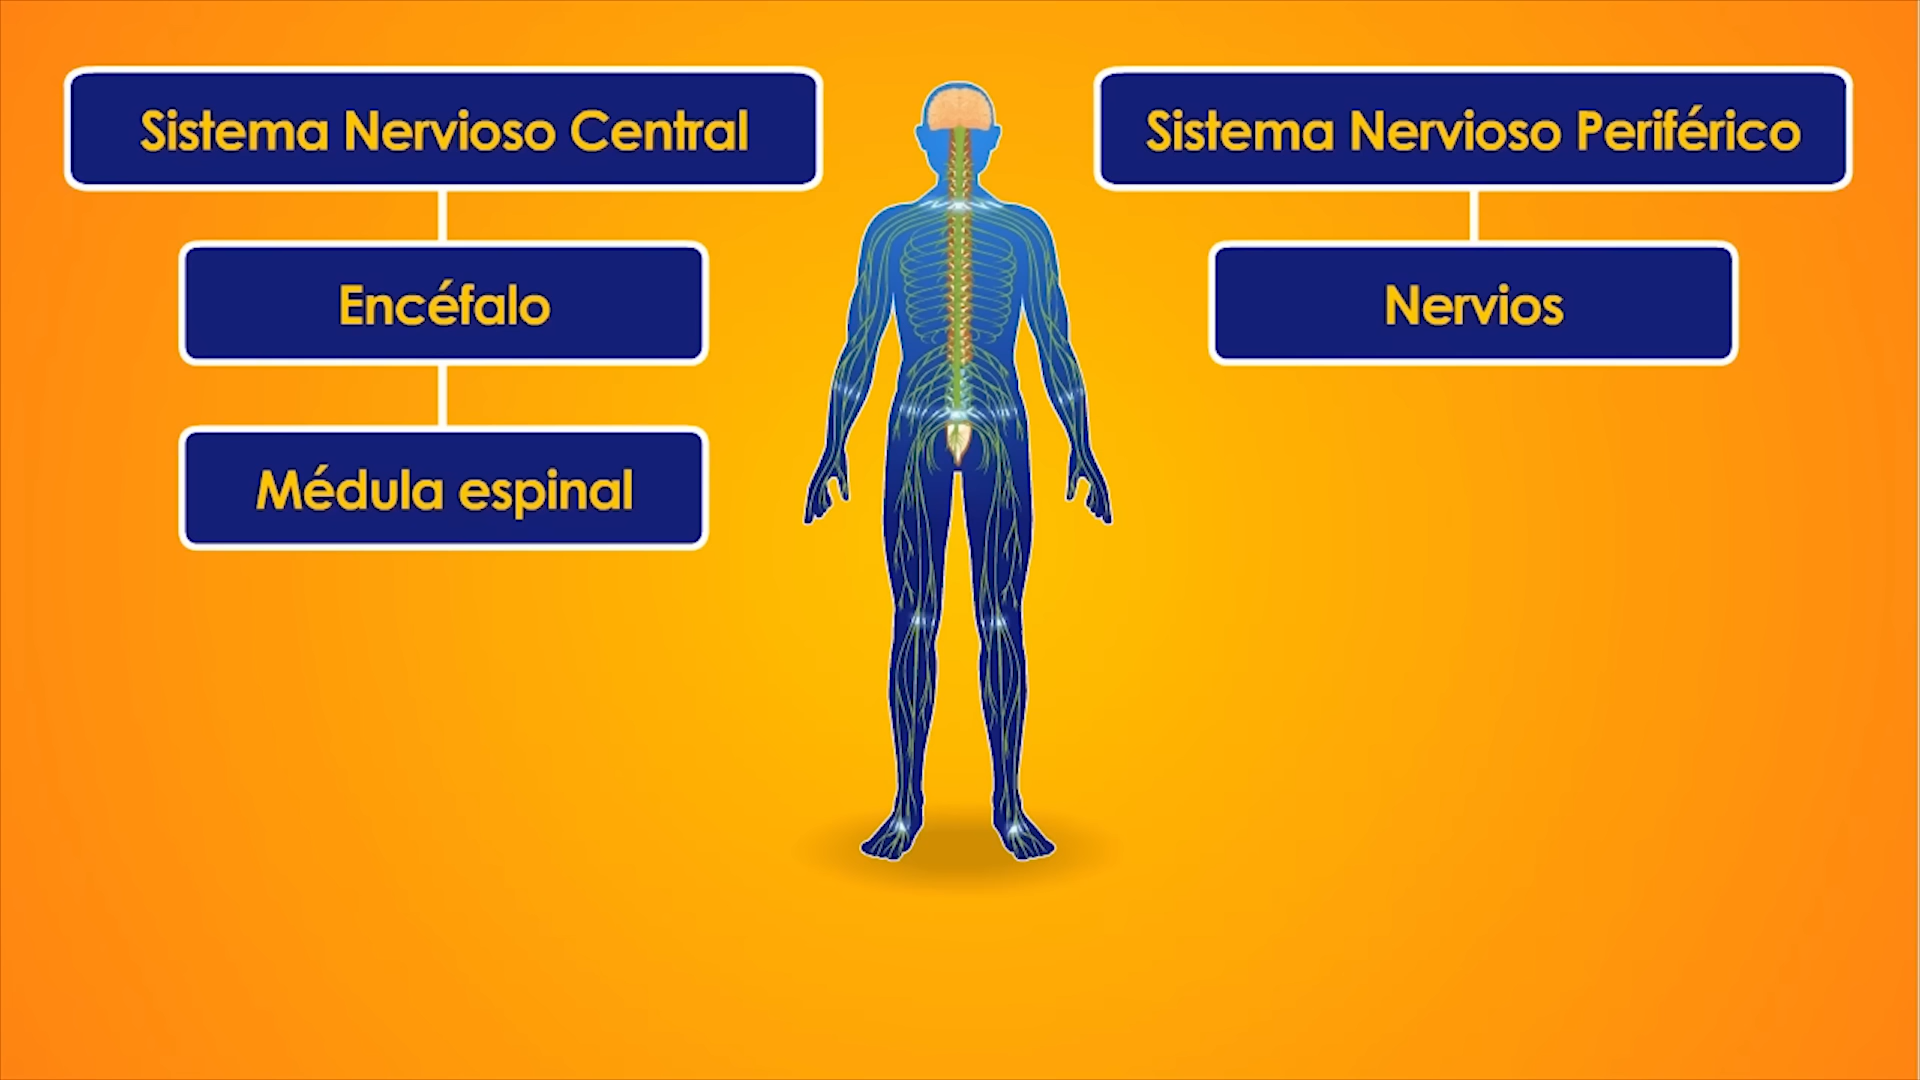 Sistema Nervioso Central
Encéfalo
Médula espinal
Sistema Nervioso Periférico
Nervios